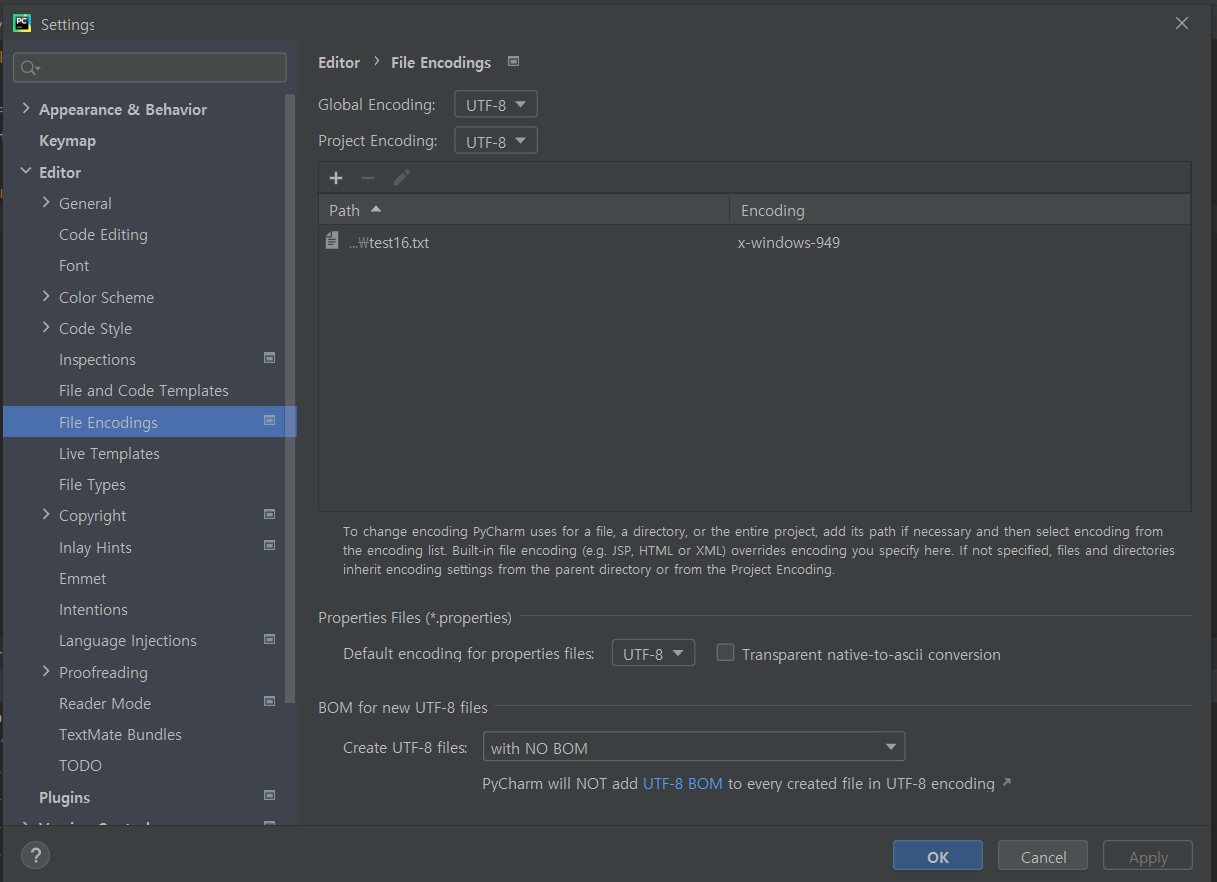 PC
Settings
Appearance & Behavior
Keymap
Editor
General
Code Editing
Font
Color Scheme
Code Style
Inspections
File and Code Templates
File Encodings
Live Templates
File Types
Copyright
Inlay Hints
Emmet
Intentions
Language Injections
Proofreading
Reader Mode
TextMate Bundles
TODO
Plugins
Editor › File Encodings
Global Encoding: UTF-8
Project Encoding: UTF-8
Path Encoding
...₩test16.txt x-windows-949
To change encoding PyCharm uses for a file, a directory, or the entire project, add its path if necessary and then select encoding from
the encoding list. Built-in file encoding (e.g. JSP, HTML or XML) overrides encoding you specify here. If not specified, files and directories
inherit encoding settings from the parent directory or from the Project Encoding.
Properties Files (*.properties)
Default encoding for properties files: UTF-8 Transparent native-to-ascii conversion
BOM for new UTF-8 files
Create UTF-8 files: with NO BOM
PyCharm will NOT add UTF-8 BOM to every created file in UTF-8 encoding ↗
?
OK Cancel Apply